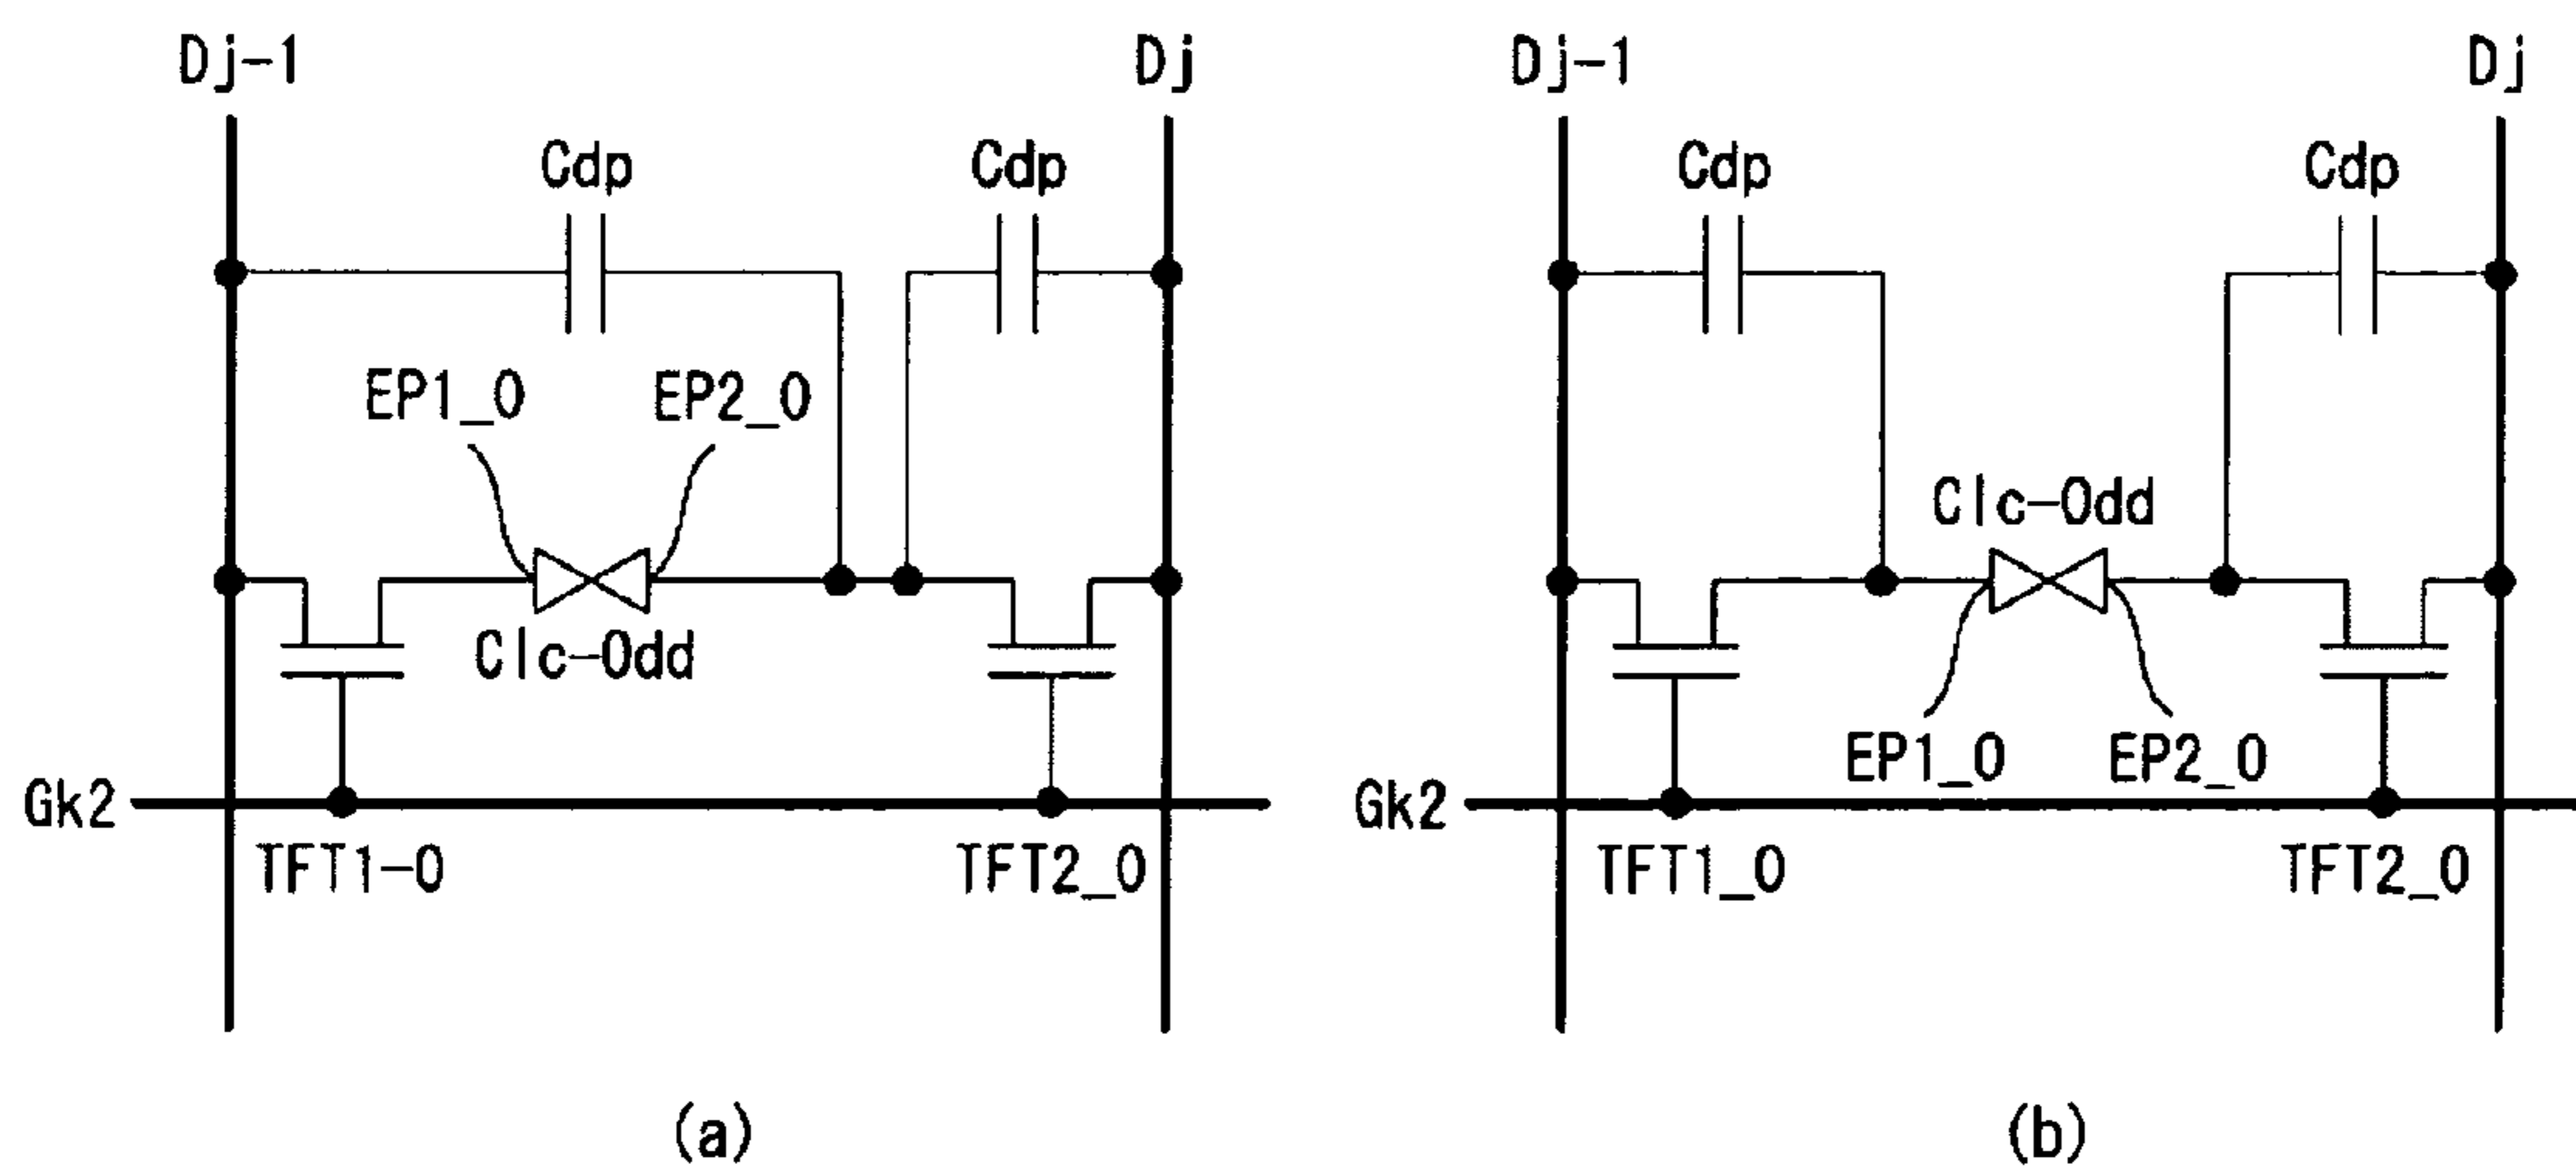 Dj-1 Dj Dj-1 Dj
Cdp Cdp Cdp Cdp
EP1_0 EP2_0
Clc-Odd
Clc-Odd
EP1_0 EP2_0
Gk2 Gk2
TFT1-0 TFT2_0 TFT1_0 TFT2_0
(a) (b)